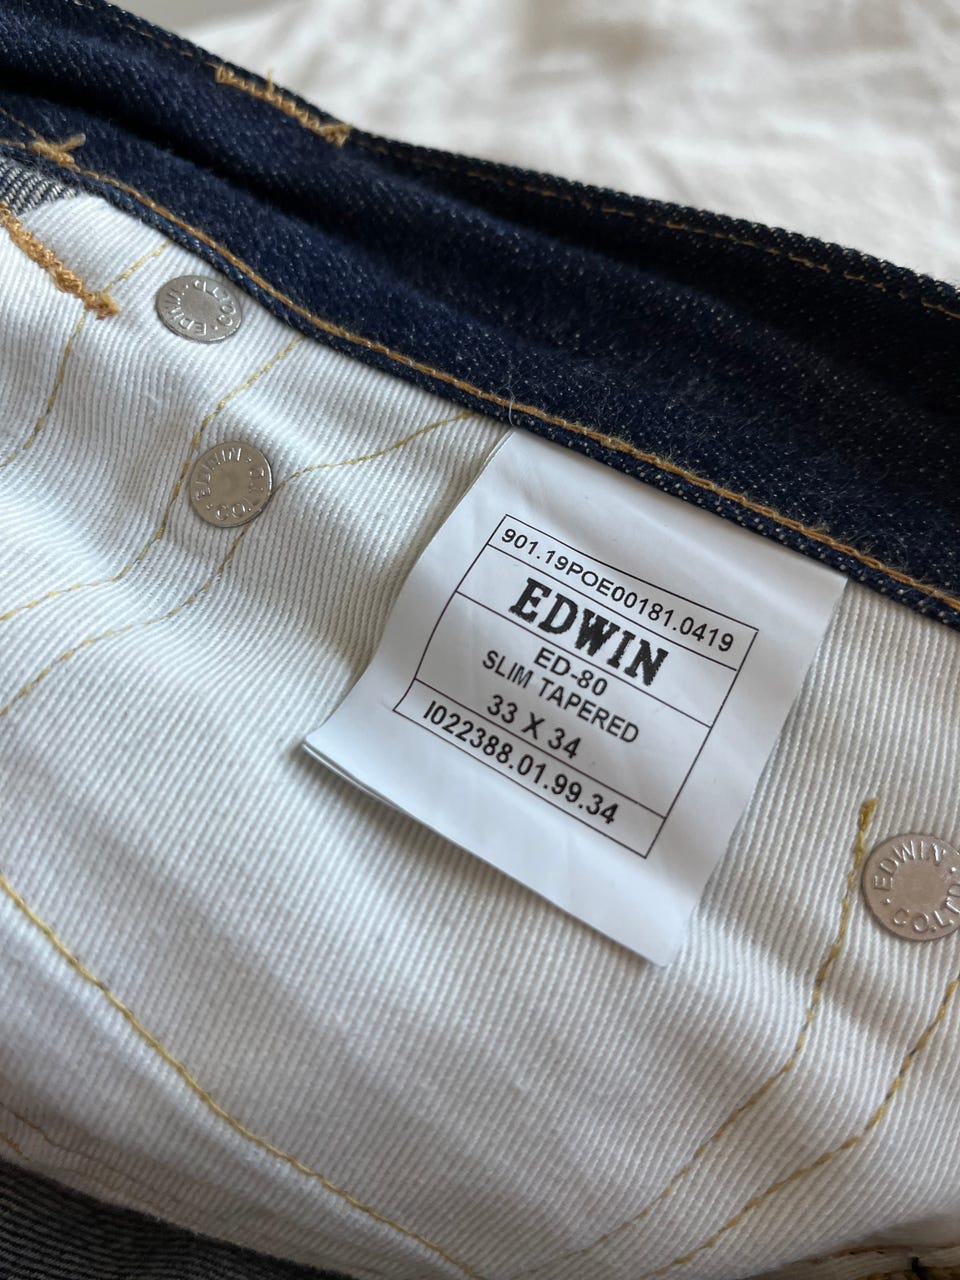 EDWIN CO.LTD
EDWIN CO.LTD
901.19POE00181.0419
EDWIN
ED-80
SLIM TAPERED
33 X 34
I022388.01.99.34
EDWIN CO.LTD